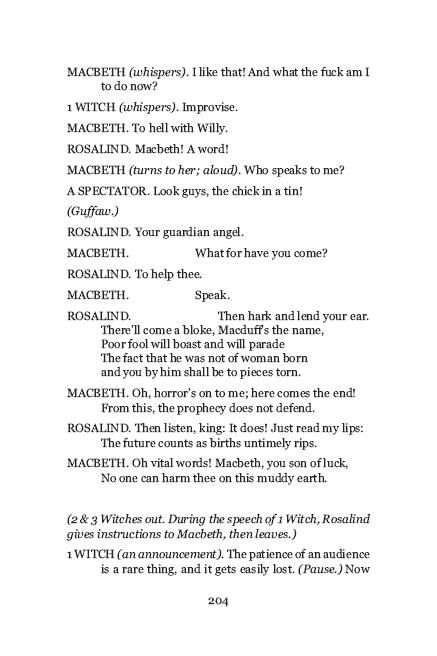 MACBETH (whispers). I like that! And what the fuck am I
to do now?
1 WITCH (whispers). Improvise.
MACBETH. To hell with Willy.
ROSALIND. Macbeth! A word!
MACBETH (turns to her; aloud). Who speaks to me?
A SPECTATOR. Look guys, the chick in a tin!
(Guffaw.)
ROSALIND. Your guardian angel.
MACBETH. What for have you come?
ROSALIND. To help thee.
MACBETH. Speak.
ROSALIND. Then hark and lend your ear.
There'll come a bloke, Macduff's the name,
Poor fool will boast and will parade
The fact that he was not of woman born
and you by him shall be to pieces torn.
MACBETH. Oh, horror's on to me; here comes the end!
From this, the prophecy does not defend.
ROSALIND. Then listen, king: It does! Just read my lips:
The future counts as births untimely rips.
MACBETH. Oh vital words! Macbeth, you son of luck,
No one can harm thee on this muddy earth.
(2 & 3 Witches out. During the speech of 1 Witch, Rosalind
gives instructions to Macbeth, then leaves.)
1 WITCH (an announcement). The patience of an audience
is a rare thing, and it gets easily lost. (Pause.) Now
204